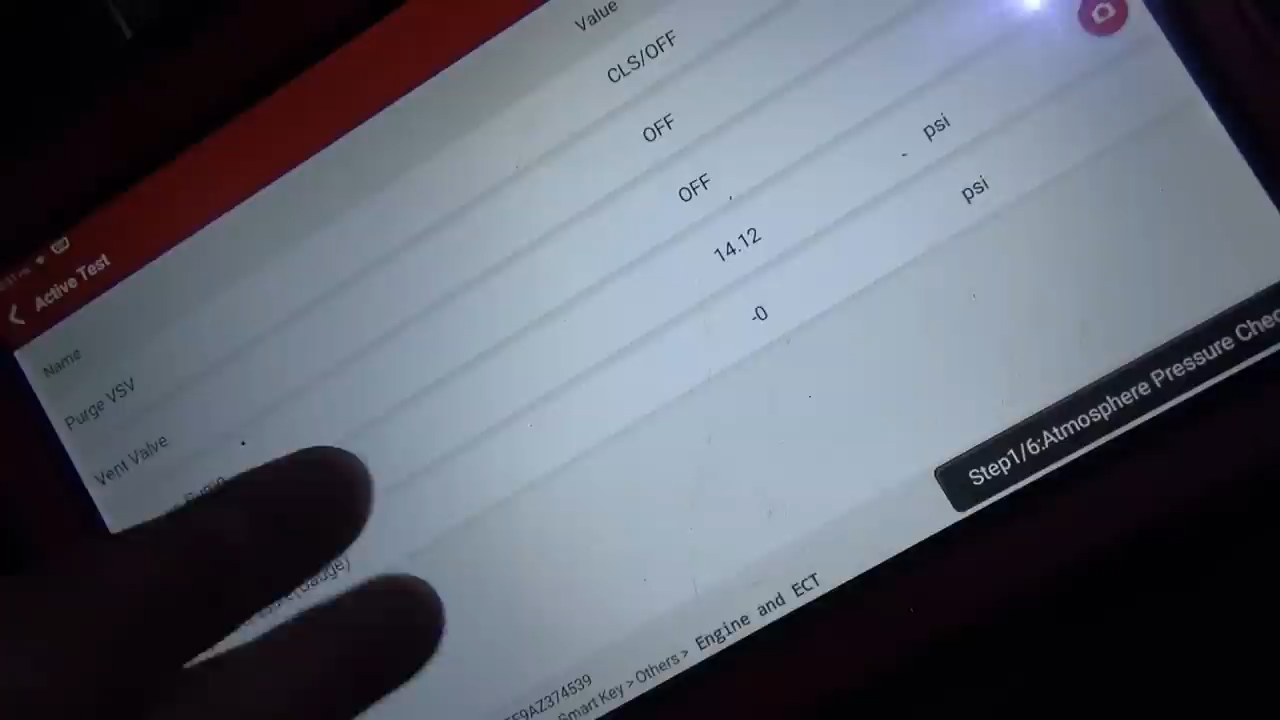 Active Test
Name Value
Purge VSV CLS/OFF
Vent Valve OFF
OFF
14.12 psi
-0 psi
Step1/6:Atmosphere Pressure Chec
Smart Key > Others > Engine and ECT